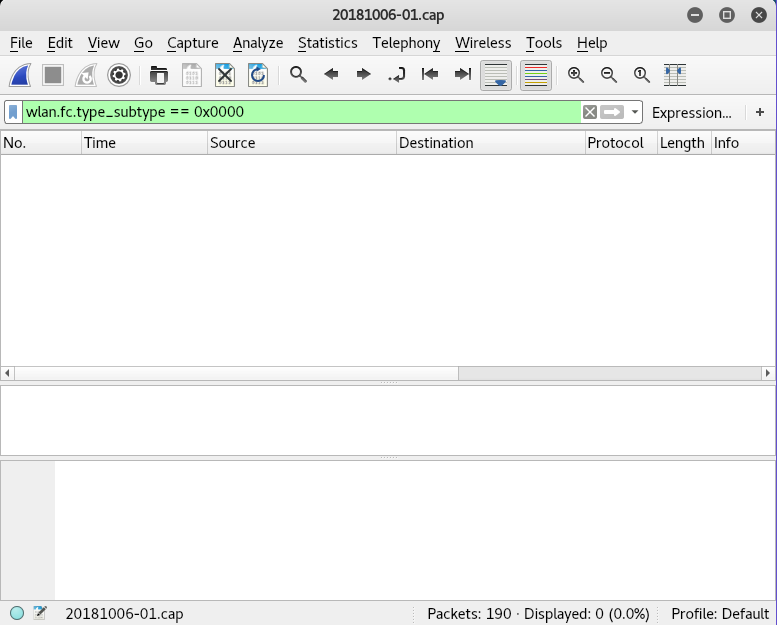 20181006-01.cap
File Edit View Go Capture Analyze Statistics Telephony Wireless Tools Help
wlan.fc.type_subtype == 0x0000 Expression... +
No. Time Source Destination Protocol Length Info
20181006-01.cap Packets: 190 · Displayed: 0 (0.0%) Profile: Default